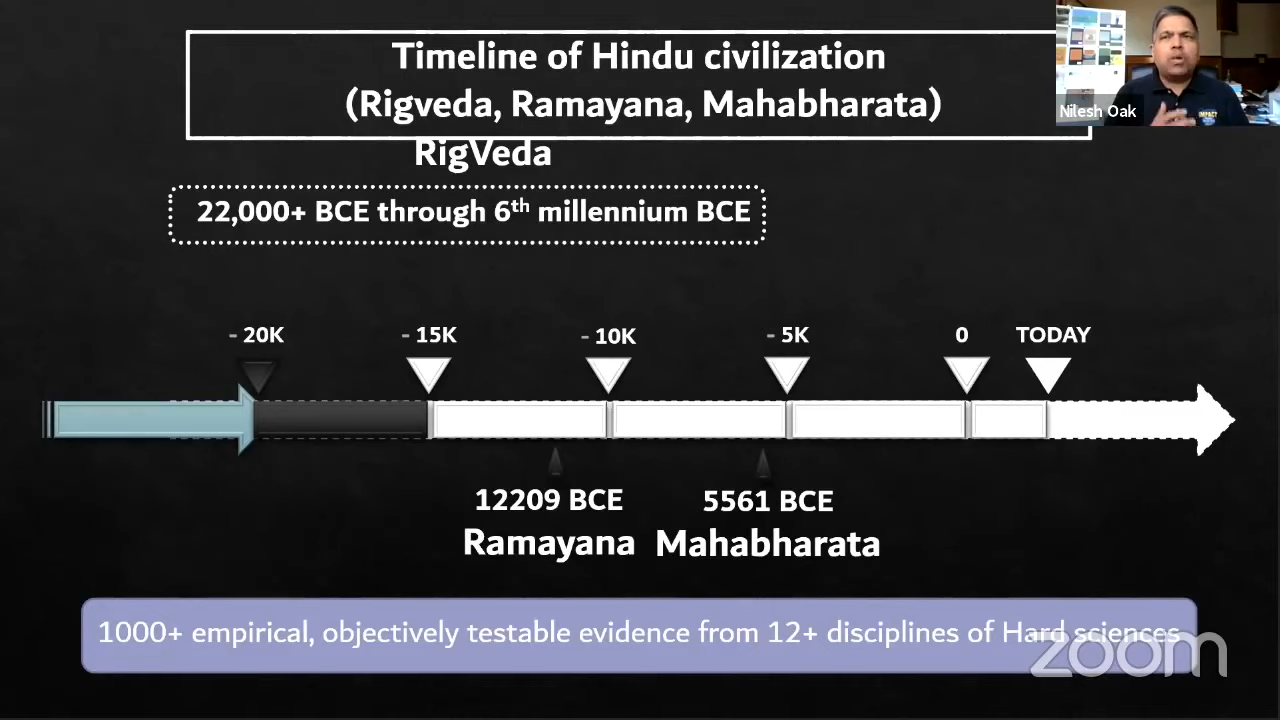 Timeline of Hindu civilization
(Rigveda, Ramayana, Mahabharata)
Nilesh Oak
RigVeda
22,000+ BCE through 6th millennium BCE
- 20K - 15K - 10K - 5K 0 TODAY
12209 BCE 5561 BCE
Ramayana Mahabharata
1000+ empirical, objectively testable evidence from 12+ disciplines of Hard sciences
zoom